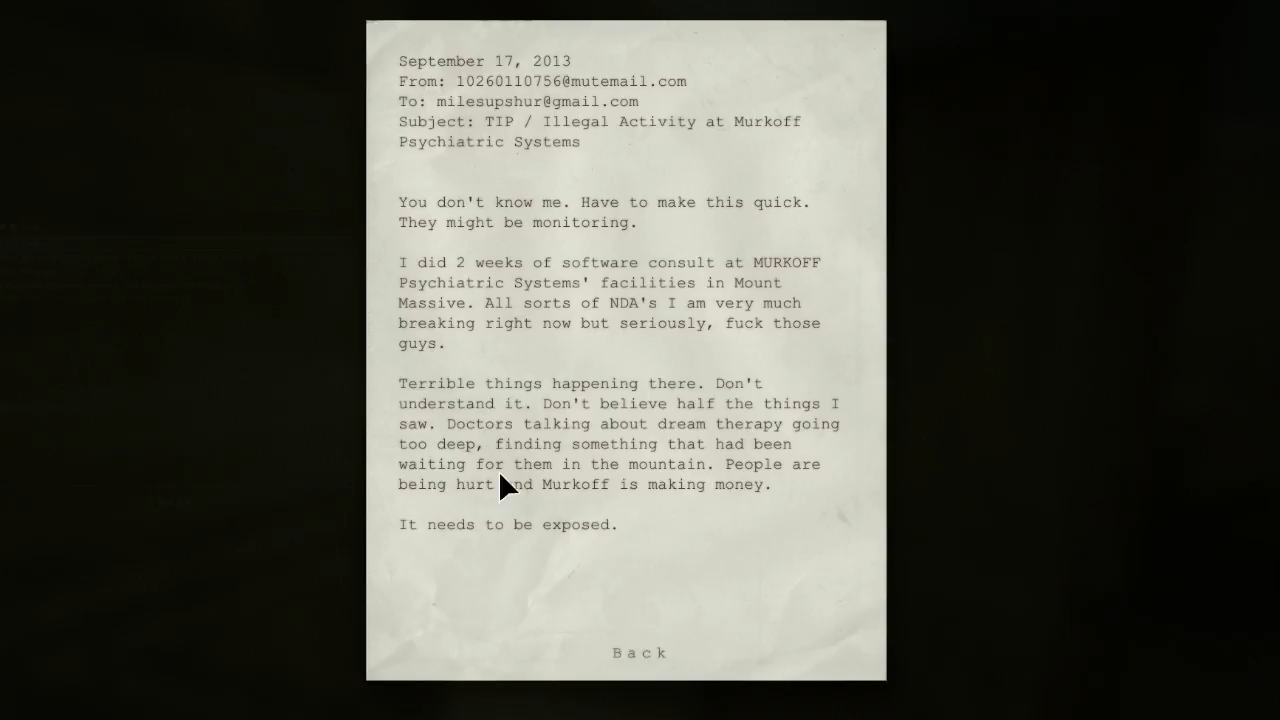 September 17, 2013
From: 10260110756@mutemail.com
To: milesupshur@gmail.com
Subject: TIP / Illegal Activity at Murkoff
Psychiatric Systems
You don't know me. Have to make this quick.
They might be monitoring.
I did 2 weeks of software consult at MURKOFF
Psychiatric Systems' facilities in Mount
Massive. All sorts of NDA's I am very much
breaking right now but seriously, fuck those
guys.
Terrible things happening there. Don't
understand it. Don't believe half the things I
saw. Doctors talking about dream therapy going
too deep, finding something that had been
waiting for them in the mountain. People are
being hurt and Murkoff is making money.
It needs to be exposed.
Back